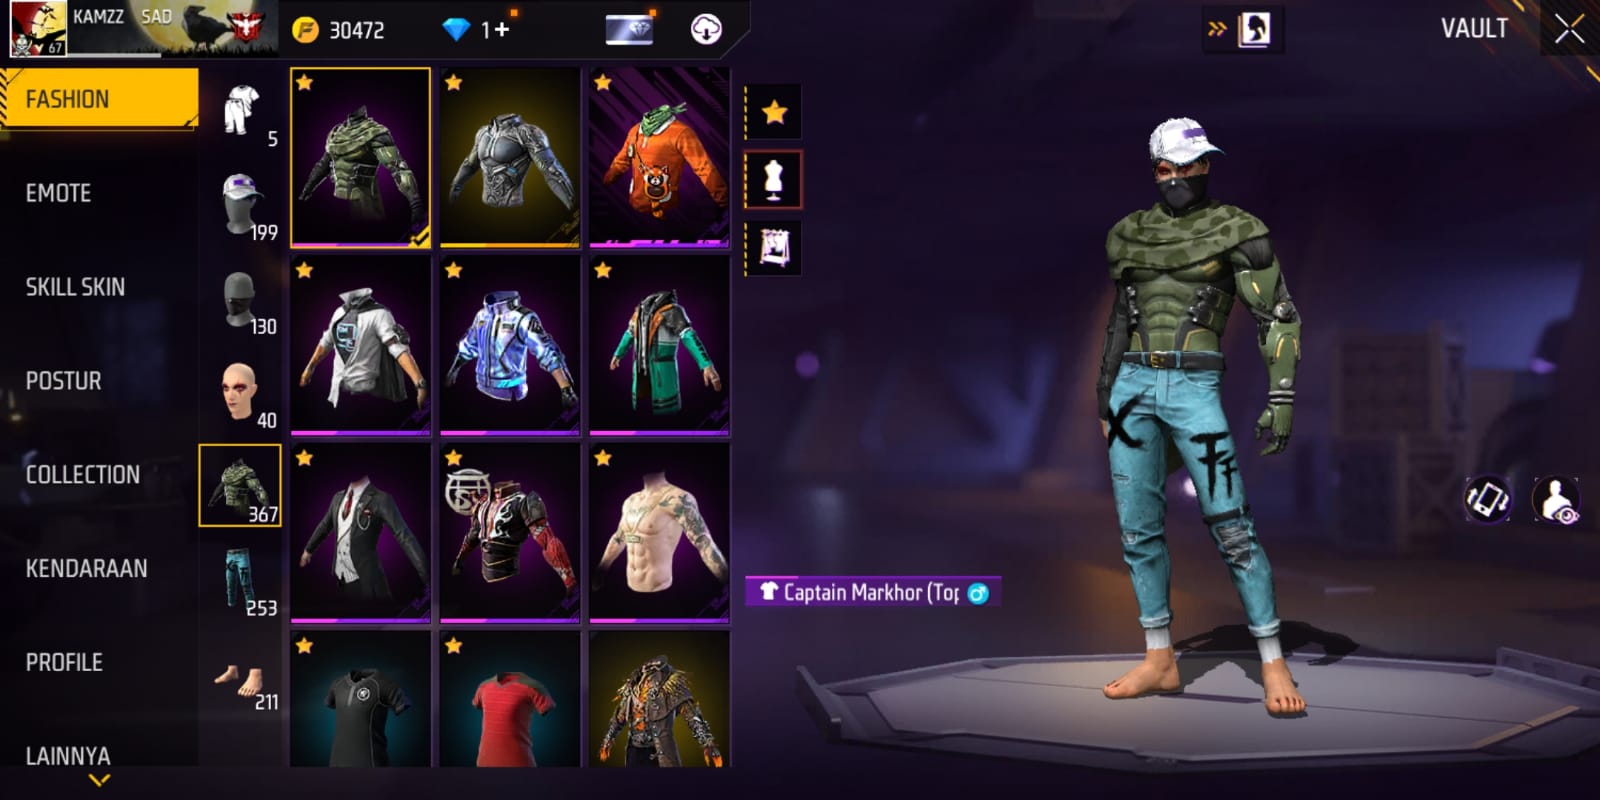 KAMZZ SAD
67
30472
1+
VAULT
FASHION
EMOTE
SKILL SKIN
POSTUR
COLLECTION
KENDARAAN
PROFILE
LAINNYA
5
199
130
40
367
253
211
Captain Markhor (Top
X
FF